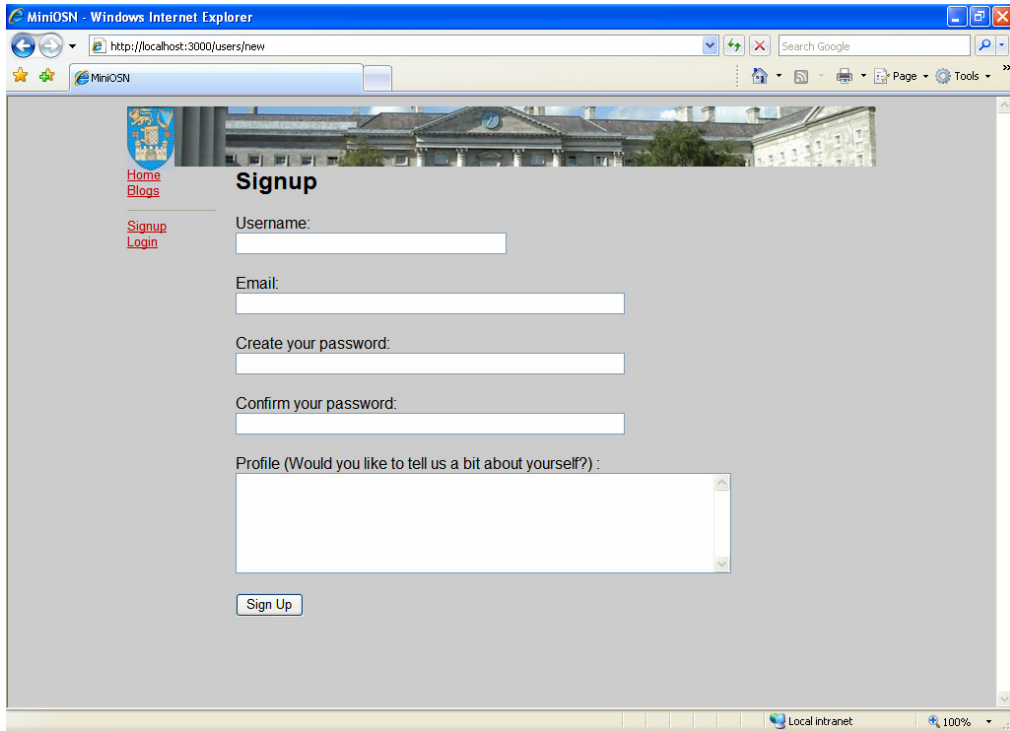 MiniOSN - Windows Internet Explorer
http://localhost:3000/users/new
Search Google
MiniOSN
Page
Tools
Home
Blogs
Signup
Login
Signup
Username:
Email:
Create your password:
Confirm your password:
Profile (Would you like to tell us a bit about yourself?) :
Sign Up
Local intranet
100%